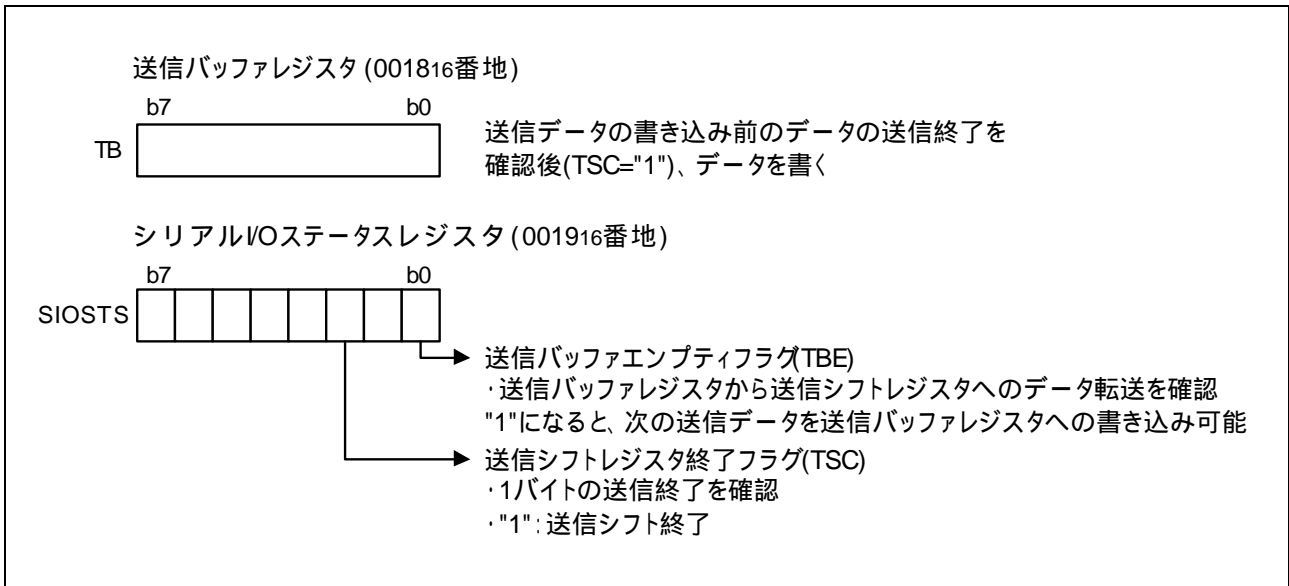 送信バッファレジスタ(001816番地)
b7 b0
TB
送信データの書き込み前のデータの送信終了を
確認後(TSC="1")、データを書く
シリアルI/Oステータスレジスタ(001916番地)
b7 b0
SIOSTS
送信バッファエンプティフラグ(TBE)
・送信バッファレジスタから送信シフトレジスタへのデータ転送を確認
"1"になると、次の送信データを送信バッファレジスタへの書き込み可能
送信シフトレジスタ終了フラグ(TSC)
・1バイトの送信終了を確認
・"1":送信シフト終了